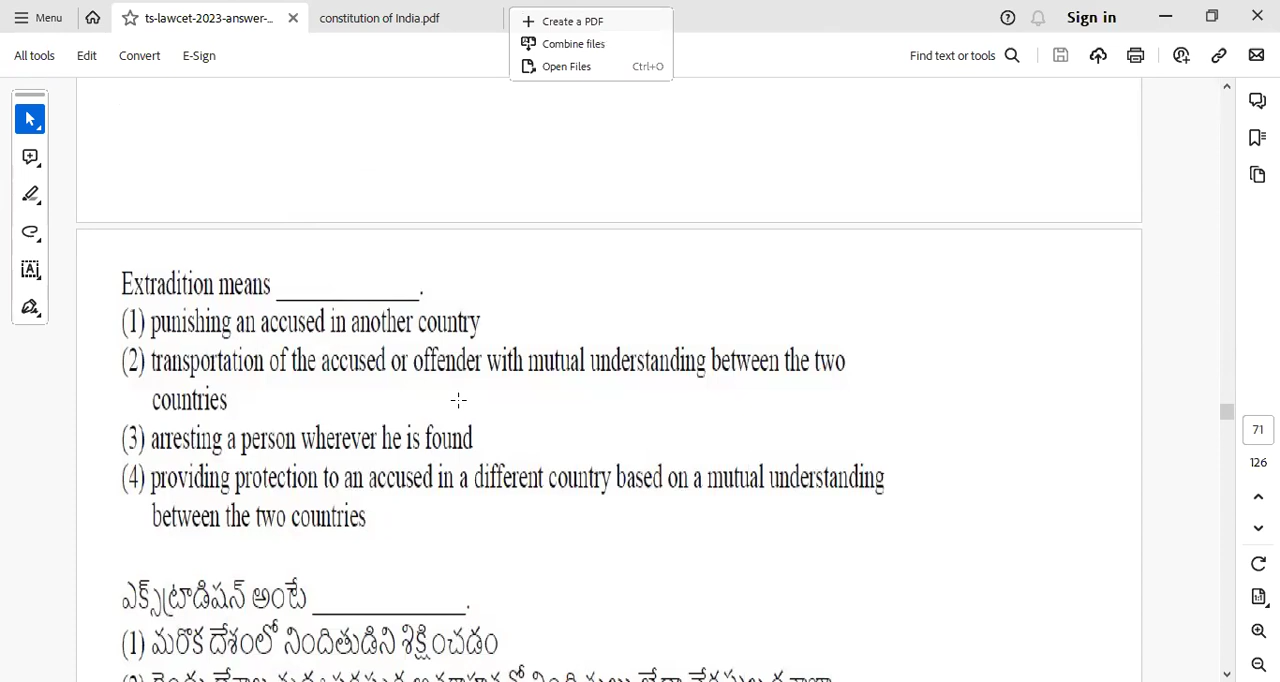 Menu
ts-lawcet-2023-answer-...
constitution of India.pdf
Create a PDF
Combine files
Open Files Ctrl+O
Sign in
All tools Edit Convert E-Sign
Find text or tools
Extradition means ____________.
(1) punishing an accused in another country
(2) transportation of the accused or offender with mutual understanding between the two
countries
(3) arresting a person wherever he is found
(4) providing protection to an accused in a different country based on a mutual understanding
between the two countries
ఎక్స్‌ట్రాడిషన్ అంటే ____________.
(1) మరొక దేశంలో నిందితుడిని శిక్షించడం
71
126